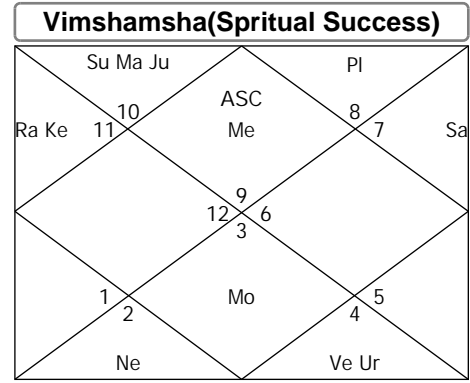 Vimshamsha(Spritual Success)
Su Ma Ju Pl
ASC
10 8
Ra Ke 11 Me 7 Sa
9
12 6
3
1 Mo 5
2 4
Ne Ve Ur